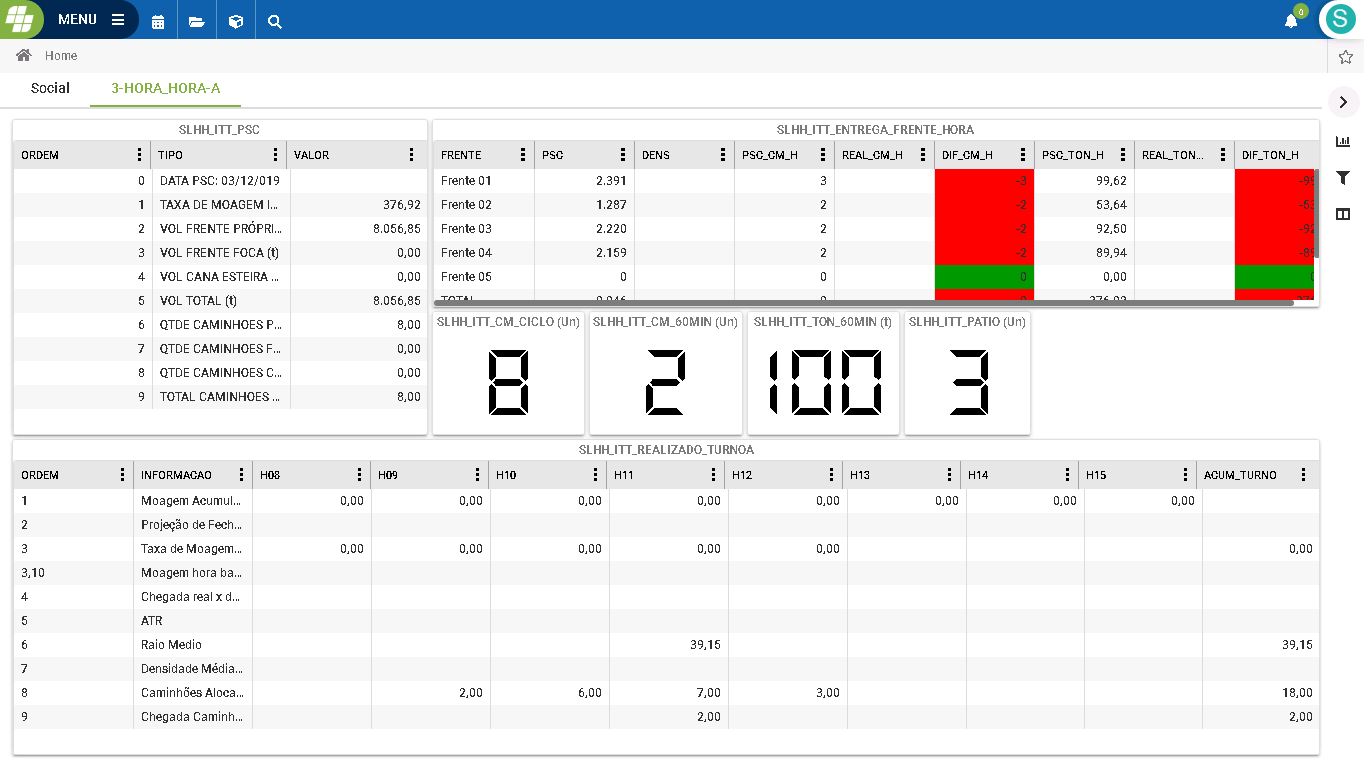 MENU
0
S
Home
Social 3-HORA_HORA-A
SLHH_ITT_PSC
ORDEM TIPO VALOR
0 DATA PSC: 03/12/019
1 TAXA DE MOAGEM I... 376,92
2 VOL FRENTE PRÓPRI... 8.056,85
3 VOL FRENTE FOCA (t) 0,00
4 VOL CANA ESTEIRA ... 0,00
5 VOL TOTAL (t) 8.056,85
6 QTDE CAMINHOES P... 8,00
7 QTDE CAMINHOES F... 0,00
8 QTDE CAMINHOES C... 0,00
9 TOTAL CAMINHOES ... 8,00
SLHH_ITT_ENTREGA_FRENTE_HORA
FRENTE PSC DENS PSC_CM_H REAL_CM_H DIF_CM_H PSC_TON_H REAL_TON... DIF_TON_H
Frente 01 2.391 3 -3 99,62
Frente 02 1.287 2 -2 53,64
Frente 03 2.220 2 -2 92,50
Frente 04 2.159 2 -2 89,94
Frente 05 0 0 0 0,00
TOTAL
SLHH_ITT_CM_CICLO (Un)
8
SLHH_ITT_CM_60MIN (Un)
2
SLHH_ITT_TON_60MIN (t)
100
SLHH_ITT_PATIO (Un)
3
SLHH_ITT_REALIZADO_TURNOA
ORDEM INFORMACAO H08 H09 H10 H11 H12 H13 H14 H15 ACUM_TURNO
1 Moagem Acumul... 0,00 0,00 0,00 0,00 0,00 0,00 0,00 0,00
2 Projeção de Fech...
3 Taxa de Moagem... 0,00 0,00 0,00 0,00 0,00 0,00
3,10 Moagem hora ba...
4 Chegada real x d...
5 ATR
6 Raio Medio 39,15 39,15
7 Densidade Média...
8 Caminhões Aloca... 2,00 6,00 7,00 3,00 18,00
9 Chegada Caminh... 2,00 2,00